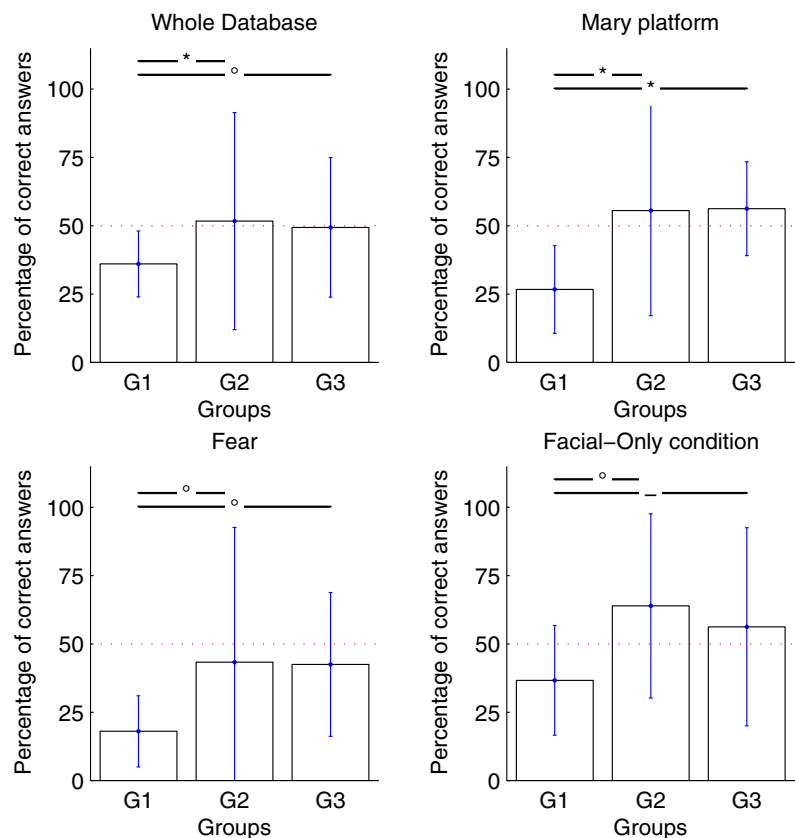 Whole Database
*
°
Percentage of correct answers
100
75
50
25
0
G1 G2 G3
Groups
Mary platform
*
*
Percentage of correct answers
100
75
50
25
0
G1 G2 G3
Groups
Fear
°
°
Percentage of correct answers
100
75
50
25
0
G1 G2 G3
Groups
Facial−Only condition
°
_
Percentage of correct answers
100
75
50
25
0
G1 G2 G3
Groups